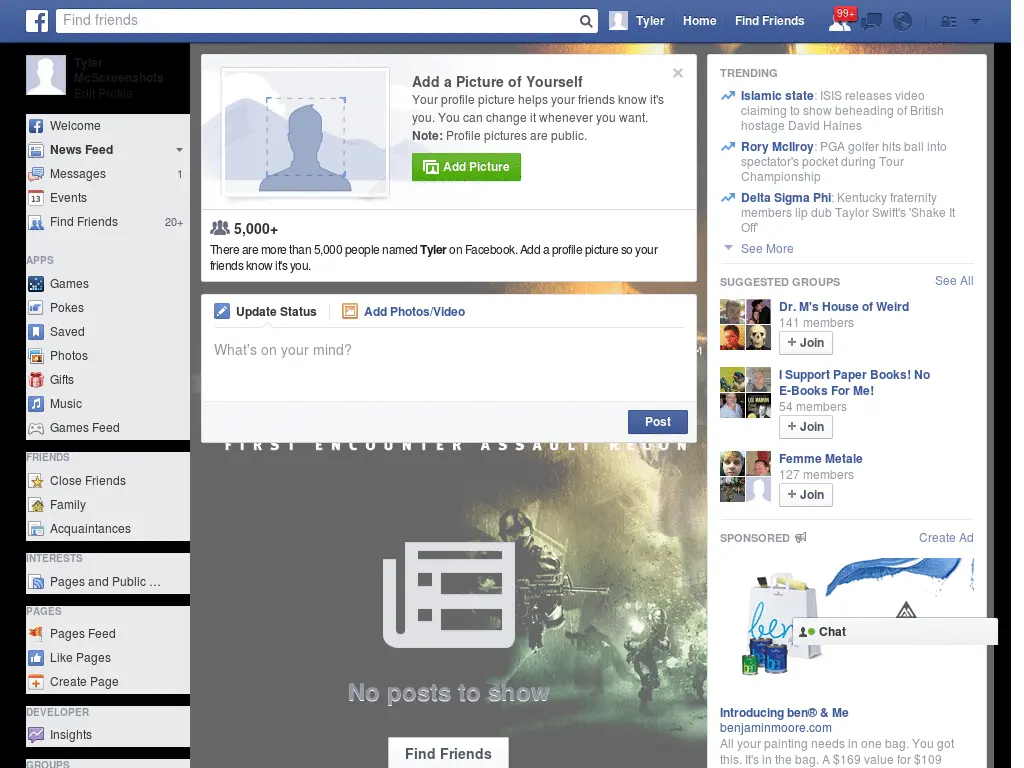 Find friends
Tyler
Home
Find Friends
99+
Tyler
McScreenshots
Edit Profile
Welcome
News Feed
Messages 1
13 Events
Find Friends 20+
APPS
Games
Pokes
Saved
Photos
Gifts
Music
Games Feed
FRIENDS
Close Friends
Family
Acquaintances
INTERESTS
Pages and Public ...
PAGES
Pages Feed
Like Pages
Create Page
DEVELOPER
Insights
GROUPS
Add a Picture of Yourself
Your profile picture helps your friends know it's
you. You can change it whenever you want.
Note: Profile pictures are public.
Add Picture
5,000+
There are more than 5,000 people named Tyler on Facebook. Add a profile picture so your
friends know it's you.
Update Status
Add Photos/Video
What's on your mind?
Post
FIRST ENCOUNTER ASSAULT RECON
No posts to show
Find Friends
TRENDING
Islamic state: ISIS releases video
claiming to show beheading of British
hostage David Haines
Rory McIlroy: PGA golfer hits ball into
spectator's pocket during Tour
Championship
Delta Sigma Phi: Kentucky fraternity
members lip dub Taylor Swift's 'Shake It
Off'
See More
SUGGESTED GROUPS See All
Dr. M's House of Weird
141 members
+ Join
I Support Paper Books! No
E-Books For Me!
54 members
+ Join
Femme Metale
127 members
+ Join
SPONSORED Create Ad
ben
Chat
Introducing ben® & Me
benjaminmoore.com
All your painting needs in one bag. You got
this. It's in the bag. A $169 value for $109